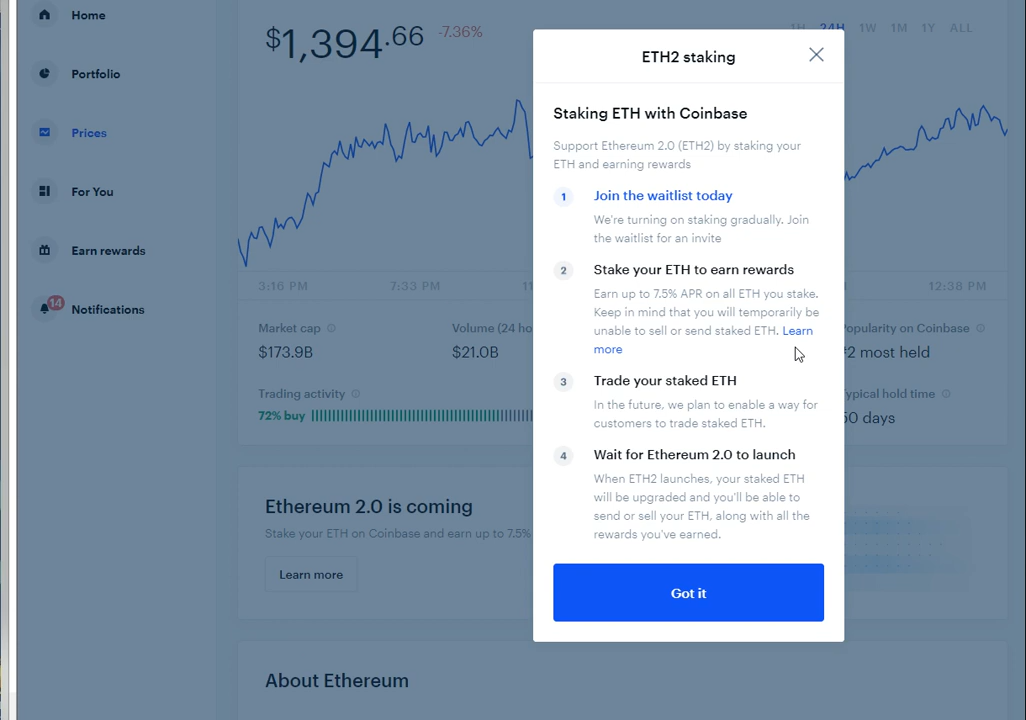 Home
Portfolio
Prices
For You
Earn rewards
14
Notifications
$1,394.66 -7.36%
1H 24H 1W 1M 1Y ALL
3:16 PM 7:33 PM 11 12:38 PM
Market cap
$173.9B
Volume (24 ho
$21.0B
Popularity on Coinbase
#2 most held
Trading activity
72% buy
Typical hold time
50 days
Ethereum 2.0 is coming
Stake your ETH on Coinbase and earn up to 7.5%
Learn more
About Ethereum
ETH2 staking
Staking ETH with Coinbase
Support Ethereum 2.0 (ETH2) by staking your
ETH and earning rewards
1 Join the waitlist today
We're turning on staking gradually. Join
the waitlist for an invite
2 Stake your ETH to earn rewards
Earn up to 7.5% APR on all ETH you stake.
Keep in mind that you will temporarily be
unable to sell or send staked ETH. Learn
more
3 Trade your staked ETH
In the future, we plan to enable a way for
customers to trade staked ETH.
4 Wait for Ethereum 2.0 to launch
When ETH2 launches, your staked ETH
will be upgraded and you'll be able to
send or sell your ETH, along with all the
rewards you've earned.
Got it